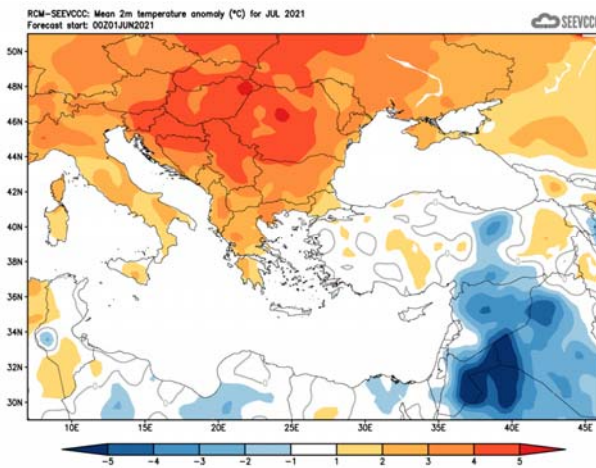 RCM-SEEVCCC: Mean 2m temperature anomaly (°C) for JUL 2021
Forecast start: 00Z01JUN2021
SEEVCCC
50N
48N
46N
44N
42N
40N
38N
36N
34N
32N
30N
10E 15E 20E 25E 30E 35E 40E 45E
-5 -4 -3 -2 -1 1 2 3 4 5